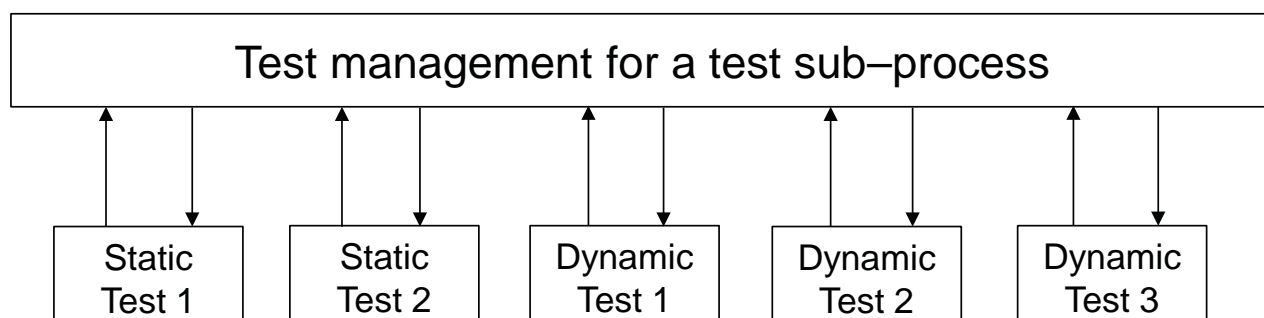 Test management for a test sub–process
Static
Test 1
Static
Test 2
Dynamic
Test 1
Dynamic
Test 2
Dynamic
Test 3